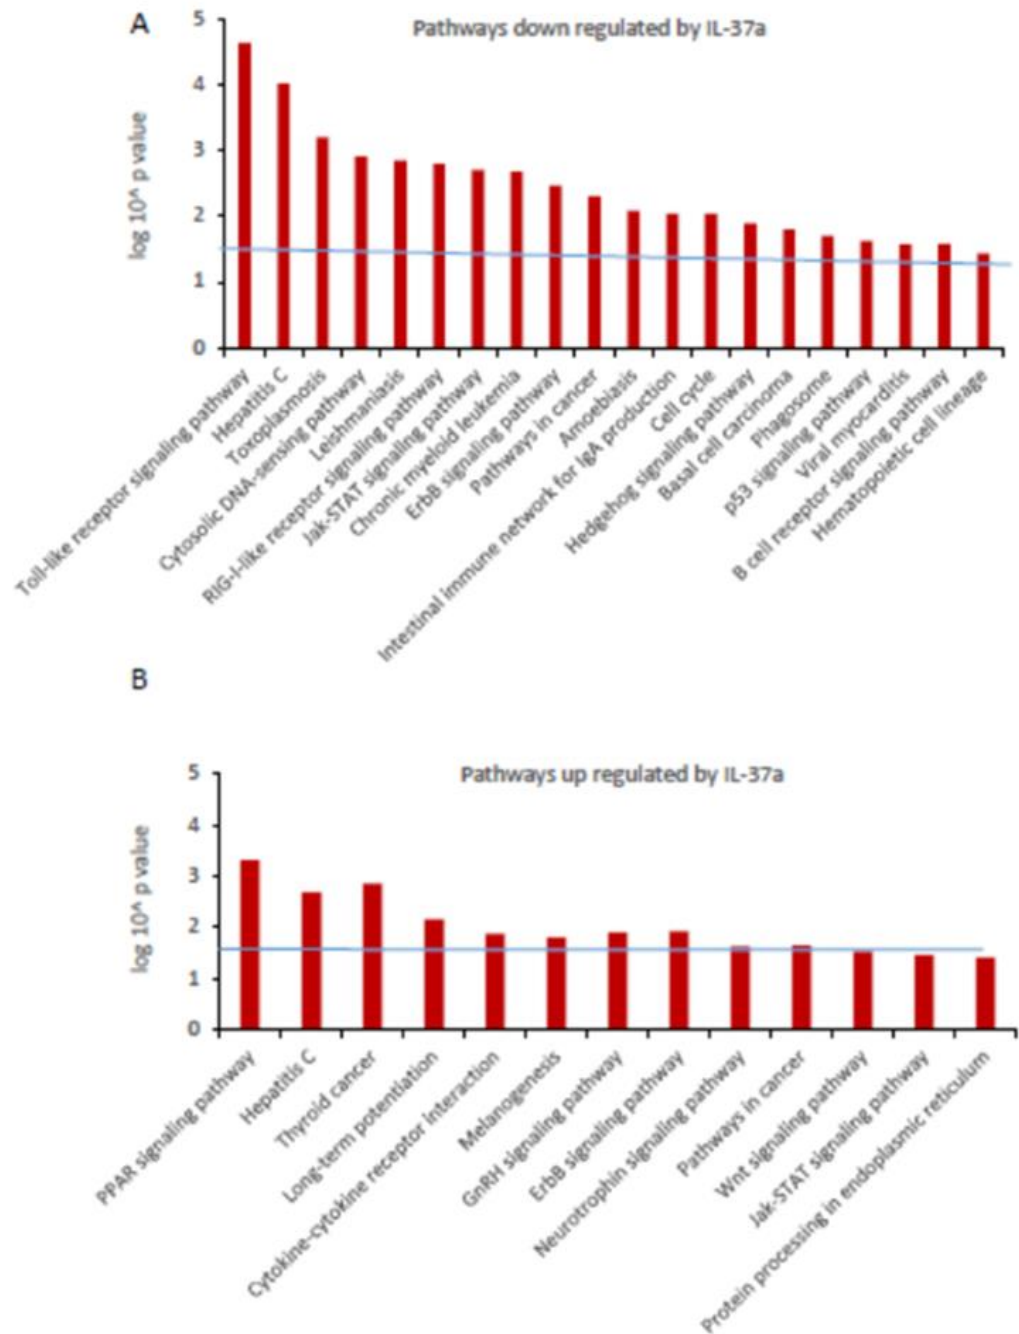 A
Pathways down regulated by IL-37a
log 10^ p value
5
4
3
2
1
0
Toll-like receptor signaling pathway
Hepatitis C
Toxoplasmosis
Cytosolic DNA-sensing pathway
Leishmaniasis
RIG-I-like receptor signaling pathway
Jak-STAT signaling pathway
Chronic myeloid leukemia
ErbB signaling pathway
Pathways in cancer
Amoebiasis
Intestinal immune network for IgA production
Cell cycle
Hedgehog signaling pathway
Basal cell carcinoma
Phagosome
p53 signaling pathway
Viral myocarditis
B cell receptor signaling pathway
Hematopoietic cell lineage
B
Pathways up regulated by IL-37a
log 10^ p value
5
4
3
2
1
0
PPAR signaling pathway
Hepatitis C
Thyroid cancer
Long-term potentiation
Cytokine-cytokine receptor interaction
Melanogenesis
GnRH signaling pathway
ErbB signaling pathway
Neurotrophin signaling pathway
Pathways in cancer
Wnt signaling pathway
Jak-STAT signaling pathway
Protein processing in endoplasmic reticulum